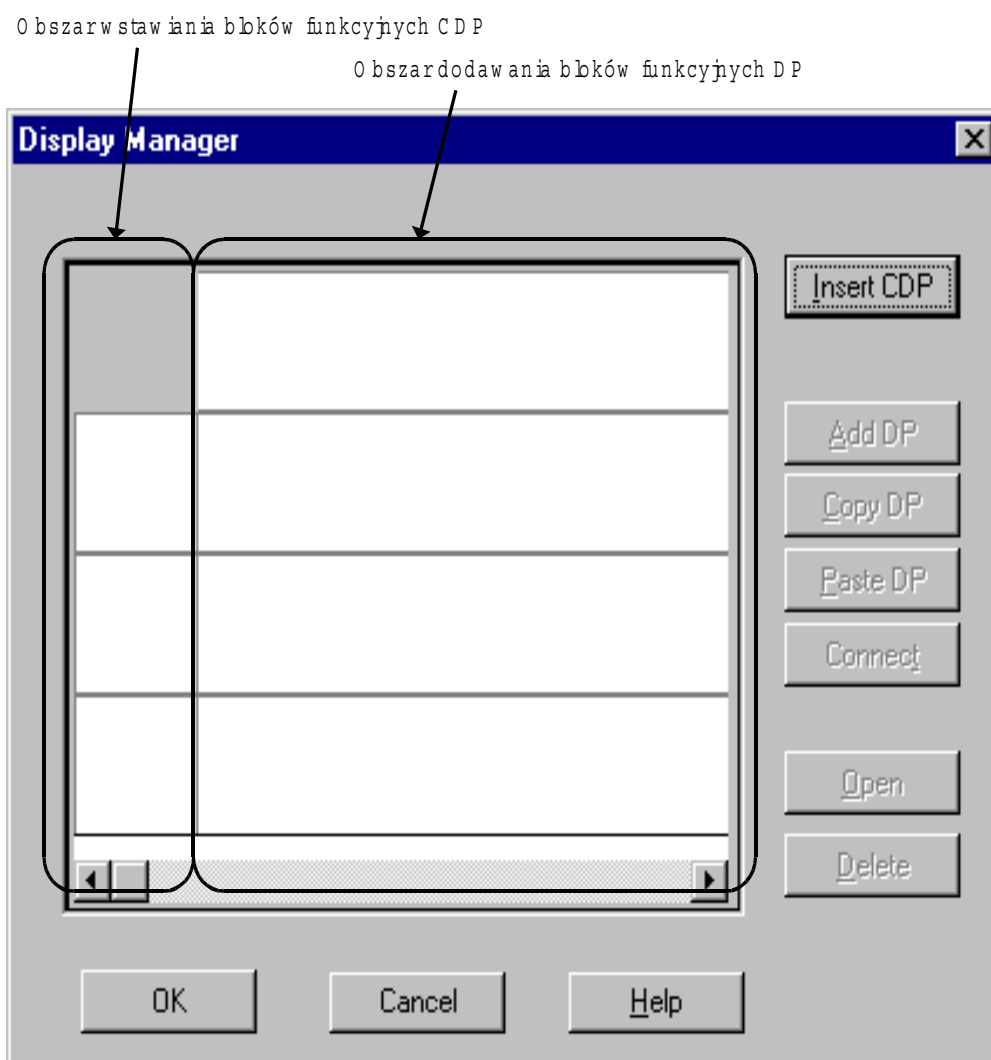 Obszar wstawiania bloków funkcyjnych CDP
Obszar dodawania bloków funkcyjnych DP
Display Manager
Insert CDP
Add DP
Copy DP
Paste DP
Connect
Open
Delete
OK
Cancel
Help